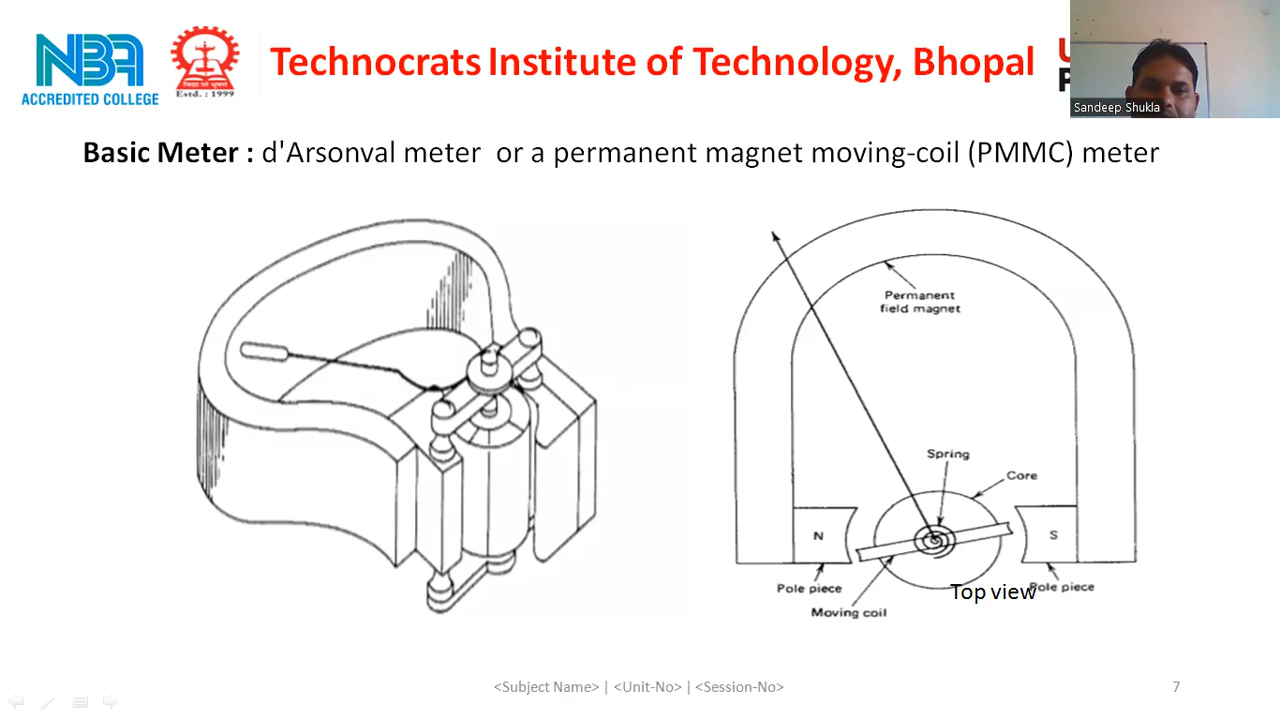 NBA
ACCREDITED COLLEGE
Estd. : 1999
Technocrats Institute of Technology, Bhopal
Sandeep Shukla
Basic Meter : d'Arsonval meter or a permanent magnet moving-coil (PMMC) meter
Permanent
field magnet
Spring
Core
N
S
Pole piece
Moving coil
Top view
Pole piece
<Subject Name> | <Unit-No> | <Session-No>
7